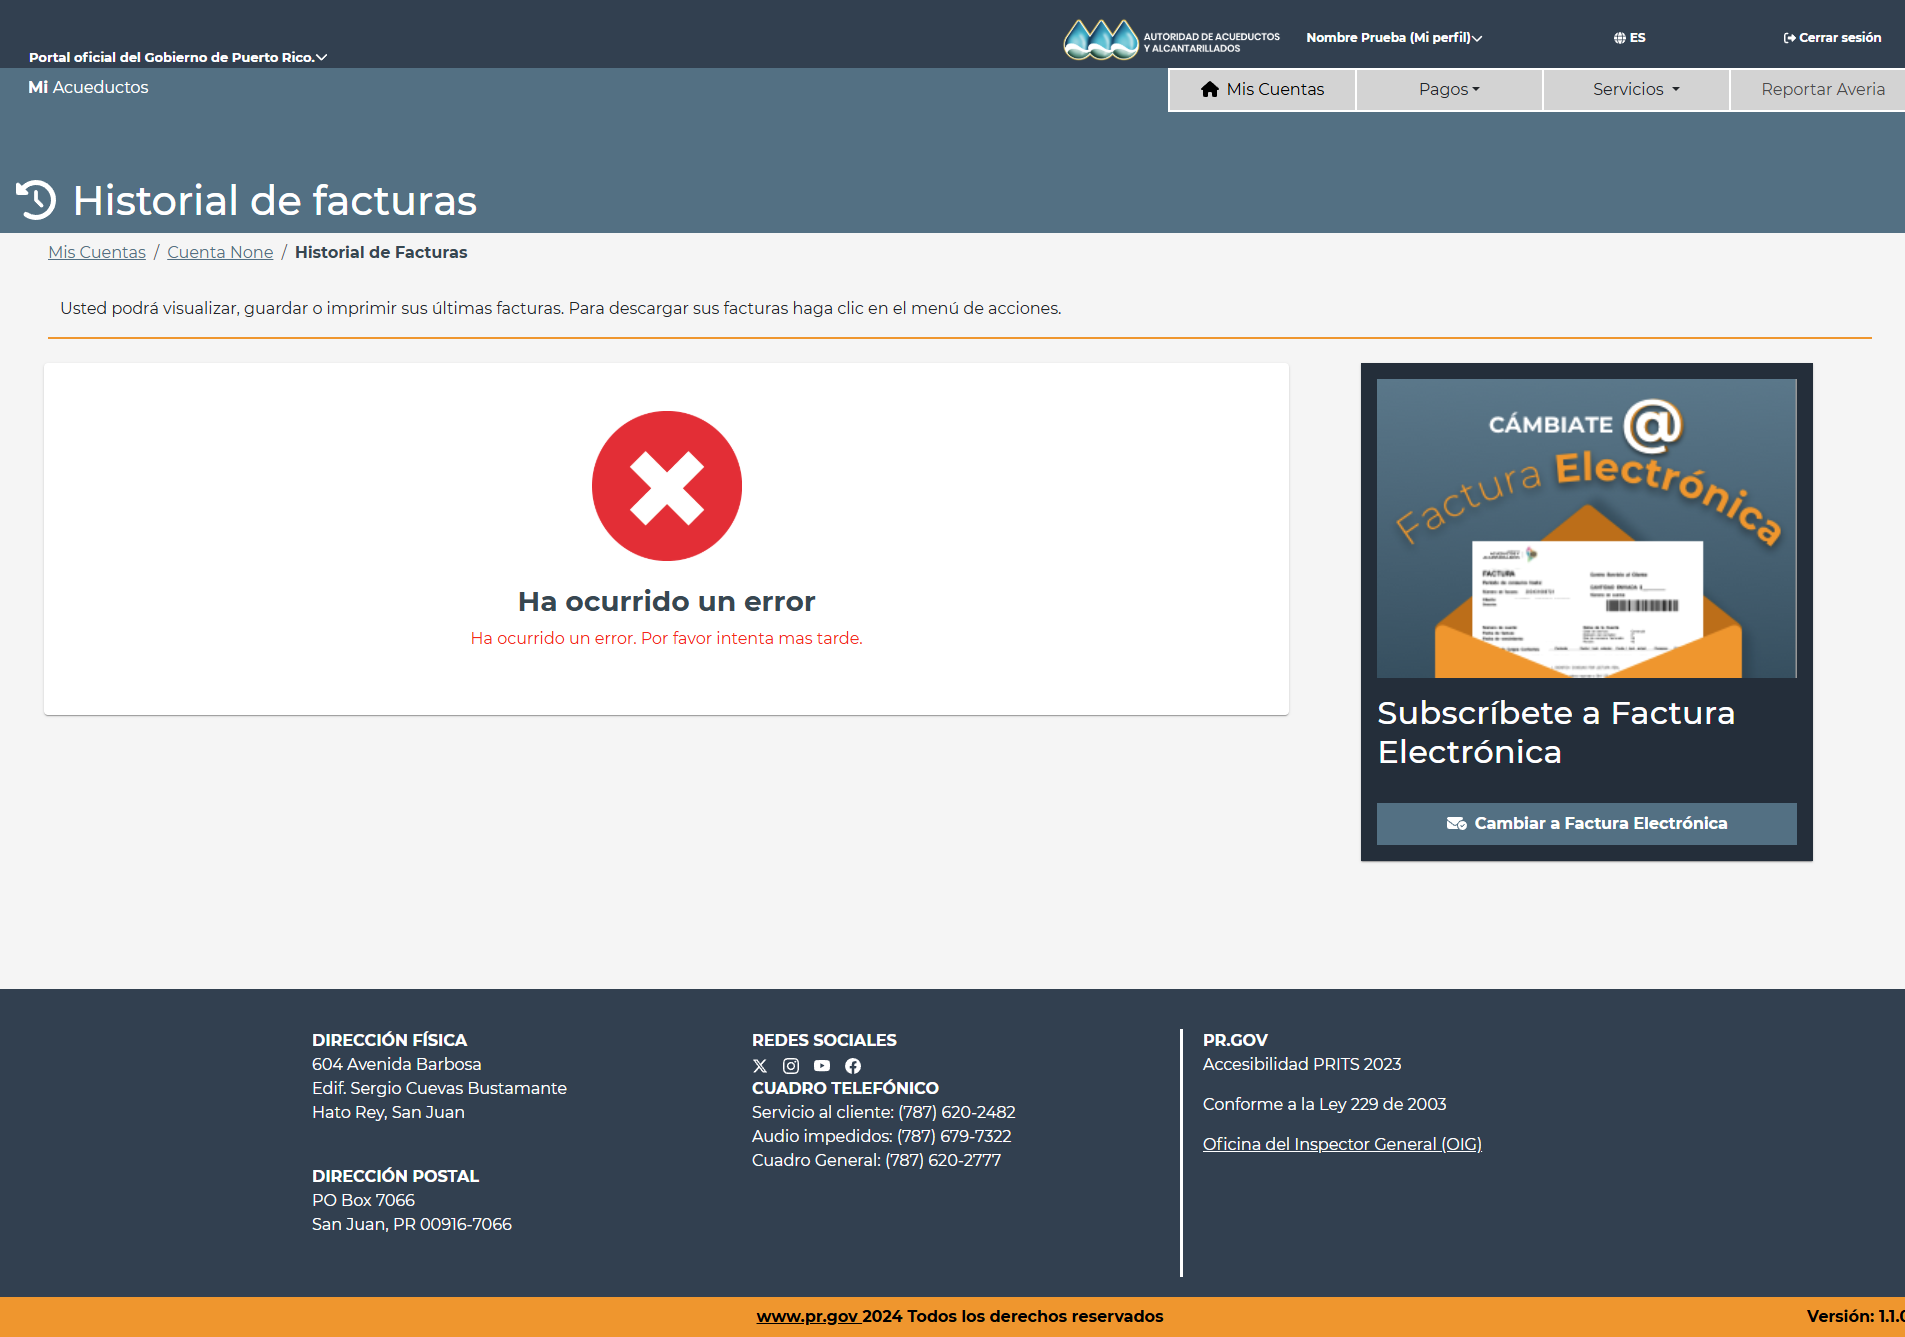 Portal oficial del Gobierno de Puerto Rico.
AUTORIDAD DE ACUEDUCTOS
Y ALCANTARILLADOS
Nombre Prueba (Mi perfil)
ES
Cerrar sesión
Mi Acueductos
Mis Cuentas
Pagos
Servicios
Reportar Averia
Historial de facturas
Mis Cuentas / Cuenta None / Historial de Facturas
Usted podrá visualizar, guardar o imprimir sus últimas facturas. Para descargar sus facturas haga clic en el menú de acciones.
Ha ocurrido un error
Ha ocurrido un error. Por favor intenta mas tarde.
CÁMBIATE @
Factura Electrónica
FACTURA
Subscríbete a Factura
Electrónica
Cambiar a Factura Electrónica
DIRECCIÓN FÍSICA
604 Avenida Barbosa
Edif. Sergio Cuevas Bustamante
Hato Rey, San Juan
DIRECCIÓN POSTAL
PO Box 7066
San Juan, PR 00916-7066
REDES SOCIALES
CUADRO TELEFÓNICO
Servicio al cliente: (787) 620-2482
Audio impedidos: (787) 679-7322
Cuadro General: (787) 620-2777
PR.GOV
Accesibilidad PRITS 2023
Conforme a la Ley 229 de 2003
Oficina del Inspector General (OIG)
www.pr.gov 2024 Todos los derechos reservados
Versión: 1.1.0